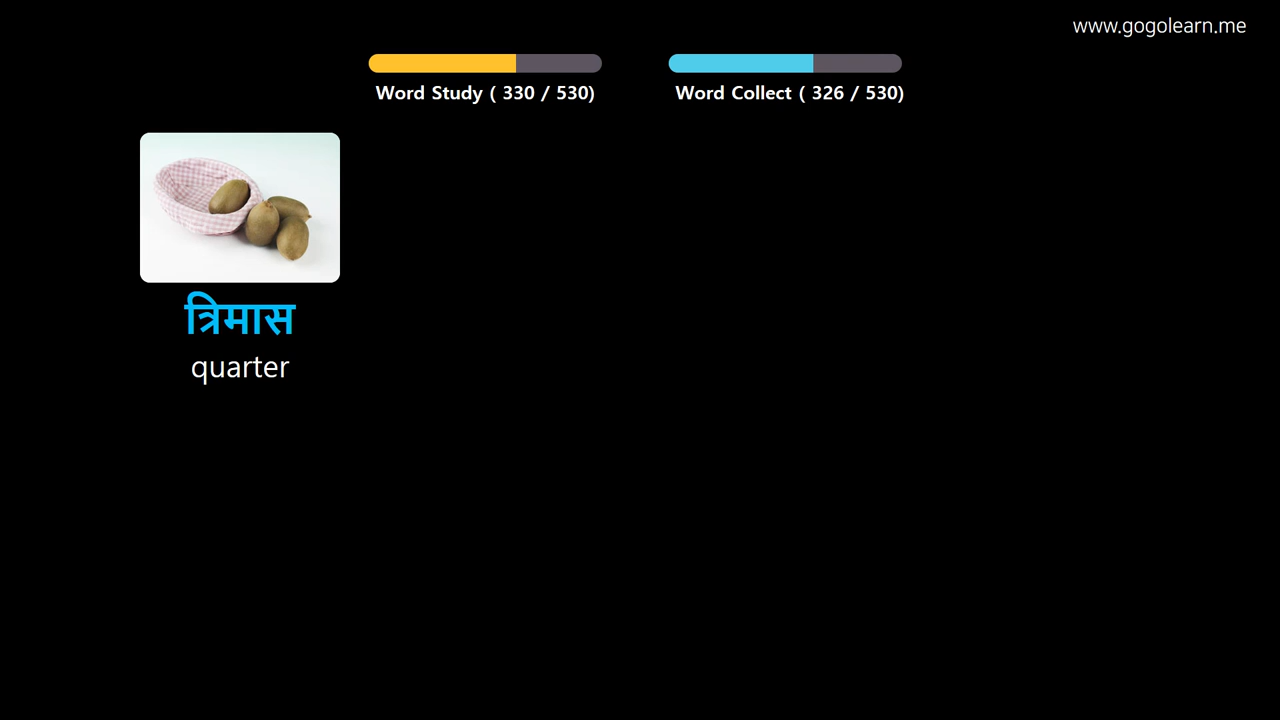 www.gogolearn.me
Word Study ( 330 / 530)
Word Collect ( 326 / 530)
त्रिमास
quarter